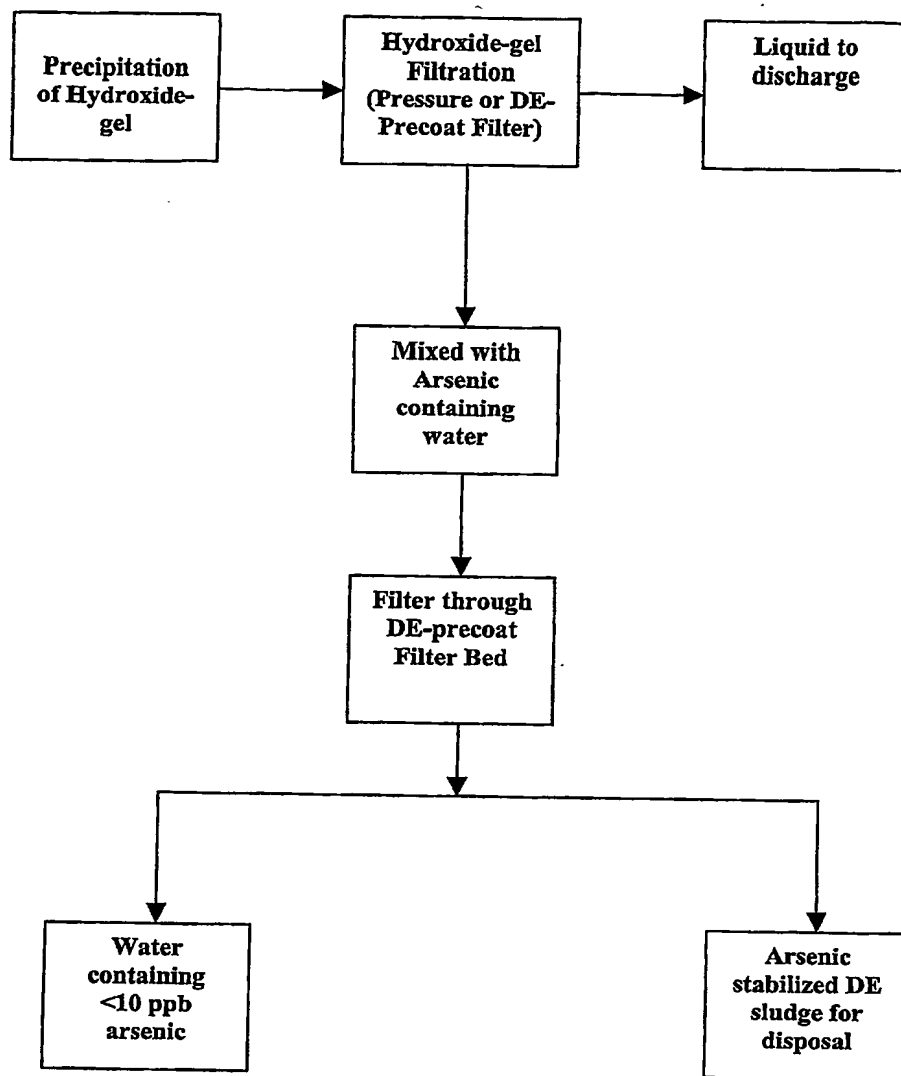 Precipitation
of Hydroxide-
gel
Hydroxide-gel
Filtration
(Pressure or DE-
Precoat Filter)
Liquid to
discharge
Mixed with
Arsenic
containing
water
Filter through
DE-precoat
Filter Bed
Water
containing
<10 ppb
arsenic
Arsenic
stabilized DE
sludge for
disposal